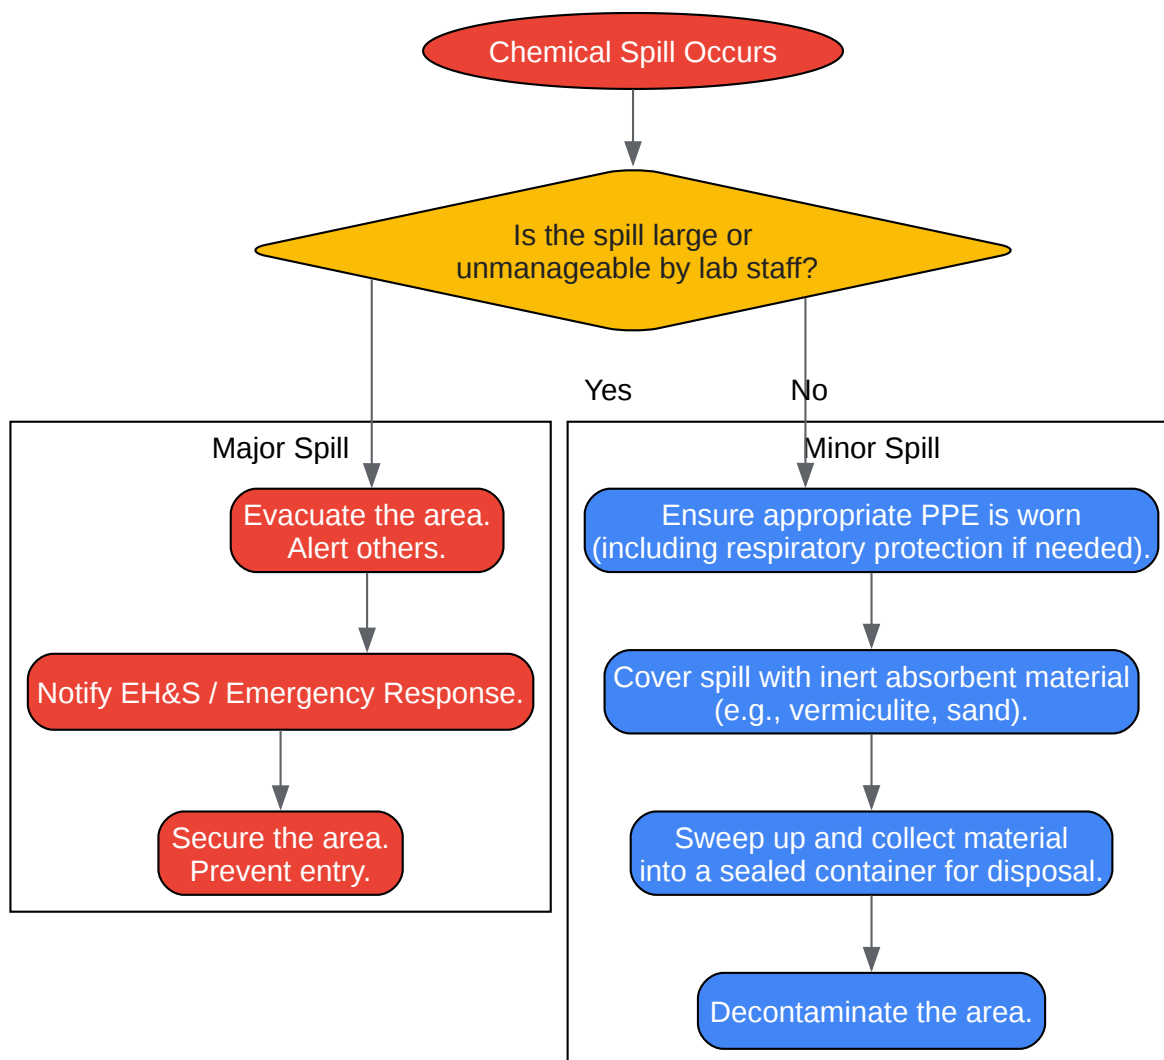 Chemical Spill Occurs
Is the spill large or
unmanageable by lab staff?
Yes
No
Major Spill
Evacuate the area.
Alert others.
Notify EH&S / Emergency Response.
Secure the area.
Prevent entry.
Minor Spill
Ensure appropriate PPE is worn
(including respiratory protection if needed).
Cover spill with inert absorbent material
(e.g., vermiculite, sand).
Sweep up and collect material
into a sealed container for disposal.
Decontaminate the area.